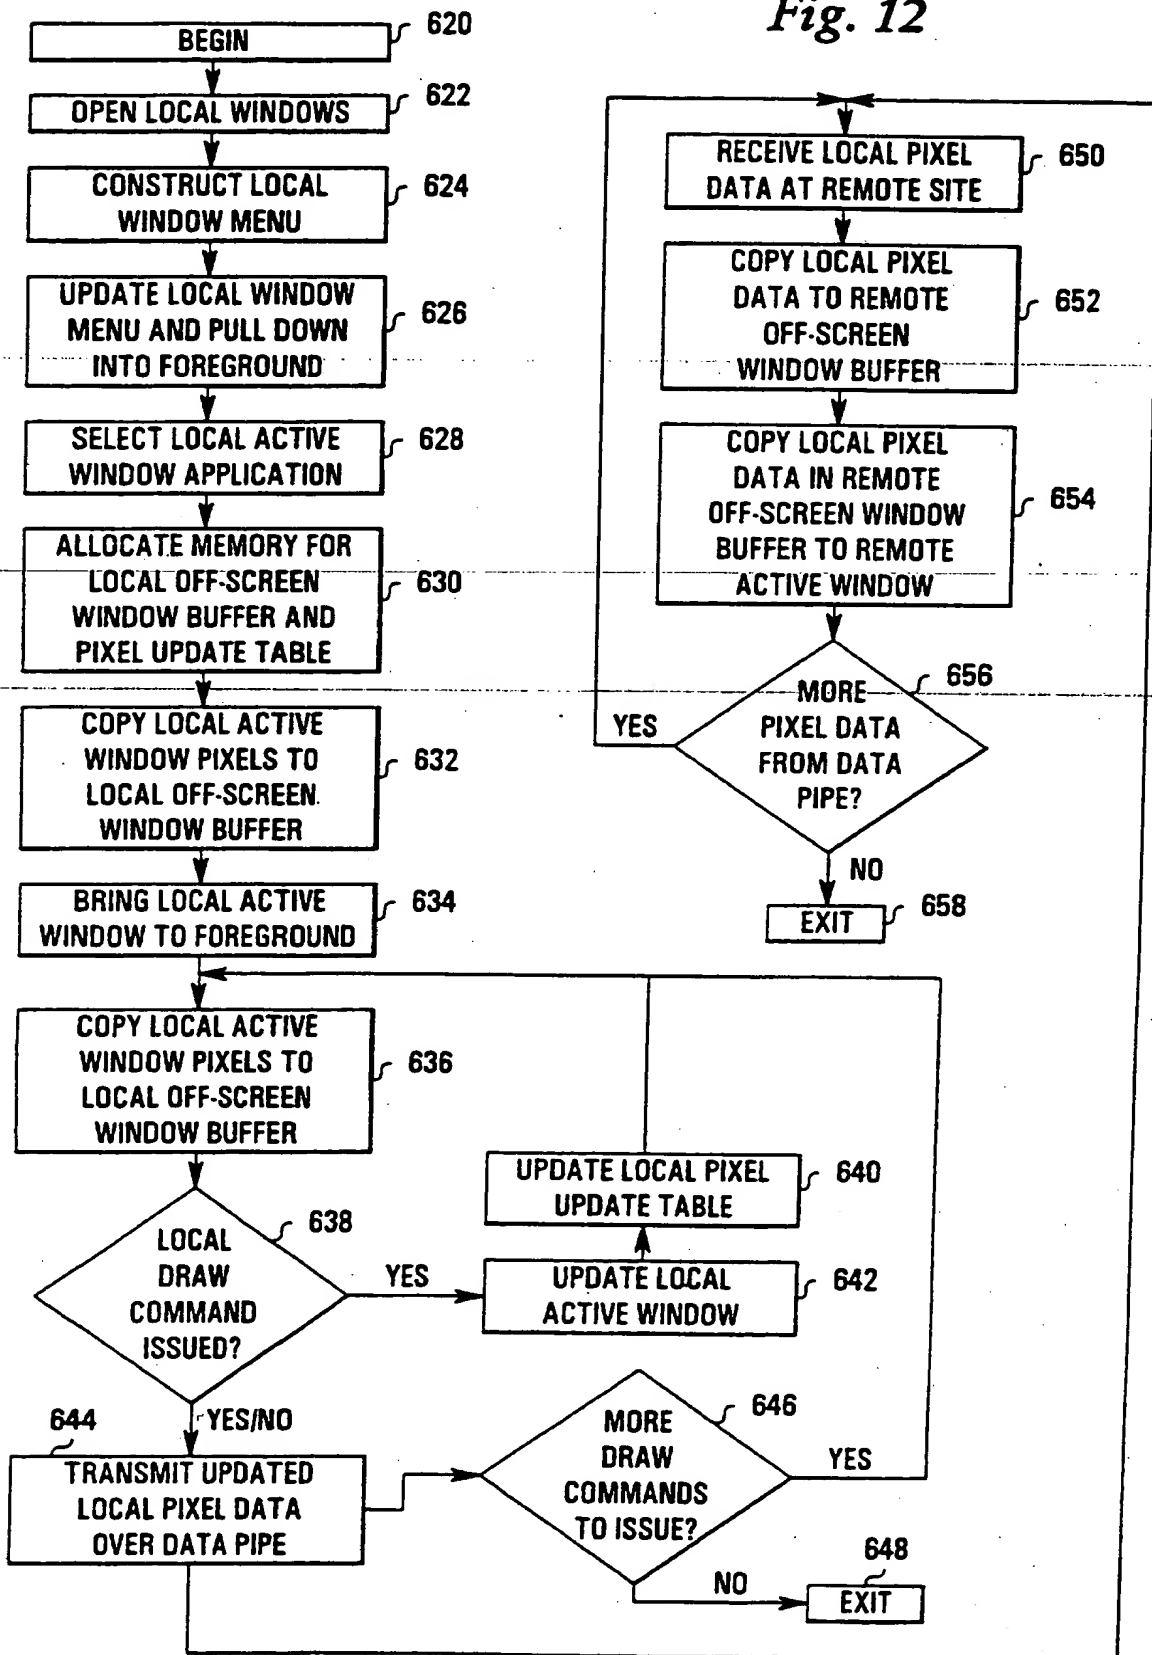 Fig. 12
BEGIN
620
OPEN LOCAL WINDOWS
622
CONSTRUCT LOCAL
WINDOW MENU
624
UPDATE LOCAL WINDOW
MENU AND PULL DOWN
INTO FOREGROUND
626
SELECT LOCAL ACTIVE
WINDOW APPLICATION
628
ALLOCATE MEMORY FOR
LOCAL OFF-SCREEN
WINDOW BUFFER AND
PIXEL UPDATE TABLE
630
COPY LOCAL ACTIVE
WINDOW PIXELS TO
LOCAL OFF-SCREEN
WINDOW BUFFER
632
BRING LOCAL ACTIVE
WINDOW TO FOREGROUND
634
COPY LOCAL ACTIVE
WINDOW PIXELS TO
LOCAL OFF-SCREEN
WINDOW BUFFER
636
LOCAL
DRAW
COMMAND
ISSUED?
638
YES
UPDATE LOCAL PIXEL
UPDATE TABLE
640
UPDATE LOCAL
ACTIVE WINDOW
642
YES/NO
644
TRANSMIT UPDATED
LOCAL PIXEL DATA
OVER DATA PIPE
MORE
DRAW
COMMANDS
TO ISSUE?
646
YES
NO
648
EXIT
RECEIVE LOCAL PIXEL
DATA AT REMOTE SITE
650
COPY LOCAL PIXEL
DATA TO REMOTE
OFF-SCREEN
WINDOW BUFFER
652
COPY LOCAL PIXEL
DATA IN REMOTE
OFF-SCREEN WINDOW
BUFFER TO REMOTE
ACTIVE WINDOW
654
MORE
PIXEL DATA
FROM DATA
PIPE?
656
YES
NO
EXIT
658